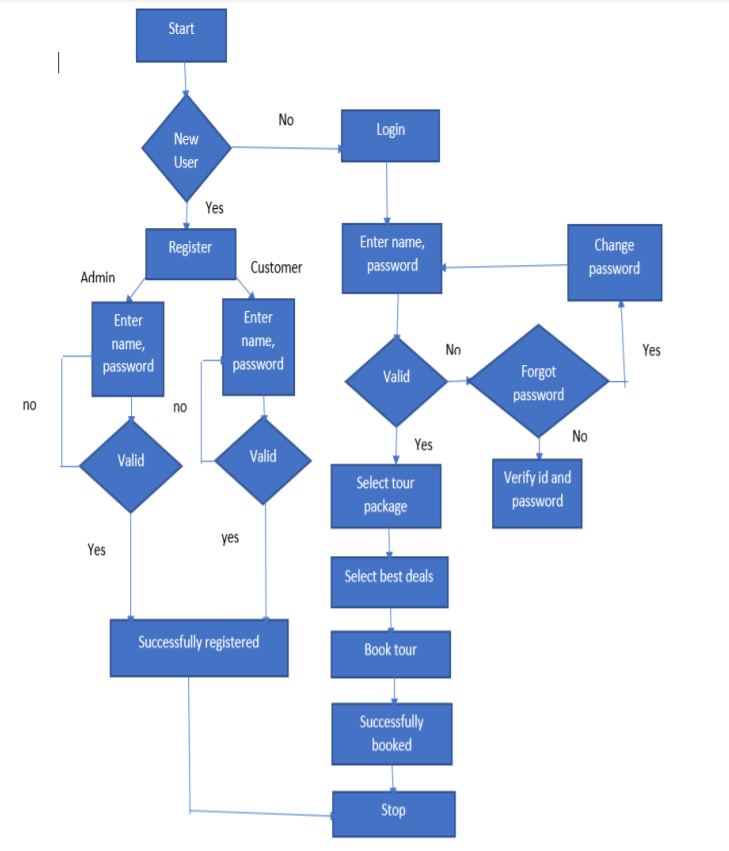 Start
New
User
No
Login
Yes
Register
Admin
Customer
Enter name,
password
Change
password
Enter
name,
password
Enter
name,
password
no
no
Valid
No
Forgot
password
Yes
Valid
Valid
Yes
No
Yes
yes
Select tour
package
Verify id and
password
Select best deals
Successfully registered
Book tour
Successfully
booked
Stop